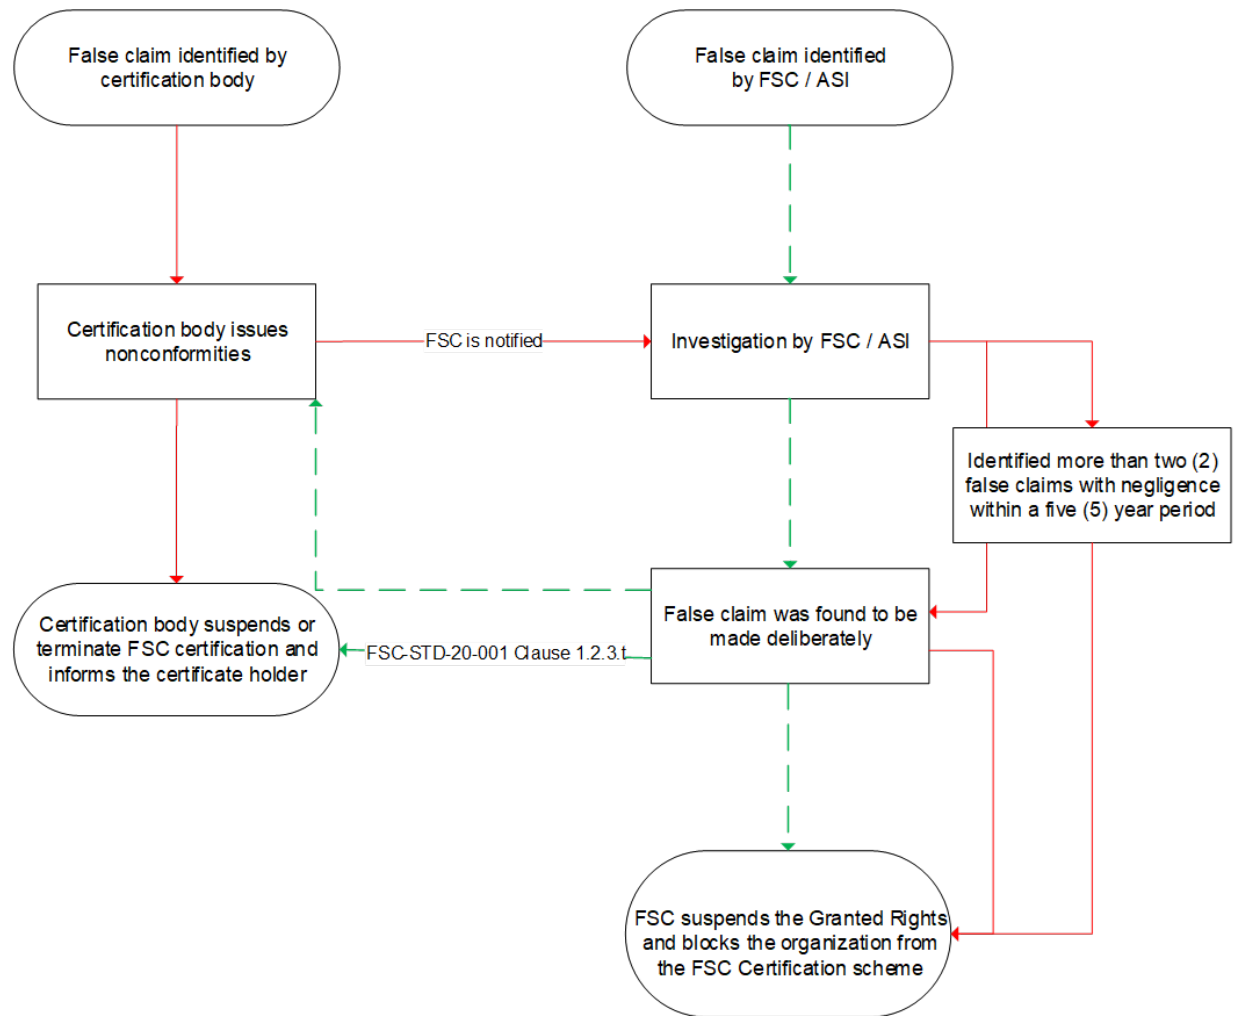 False claim identified by
certification body
False claim identified
by FSC / ASI
Certification body issues
nonconformities
FSC is notified
Investigation by FSC / ASI
Identified more than two (2)
false claims with negligence
within a five (5) year period
False claim was found to be
made deliberately
Certification body suspends or
terminate FSC certification and
informs the certificate holder
FSC-STD-20-001 Clause 1.2.3.t
FSC suspends the Granted Rights
and blocks the organization from
the FSC Certification scheme